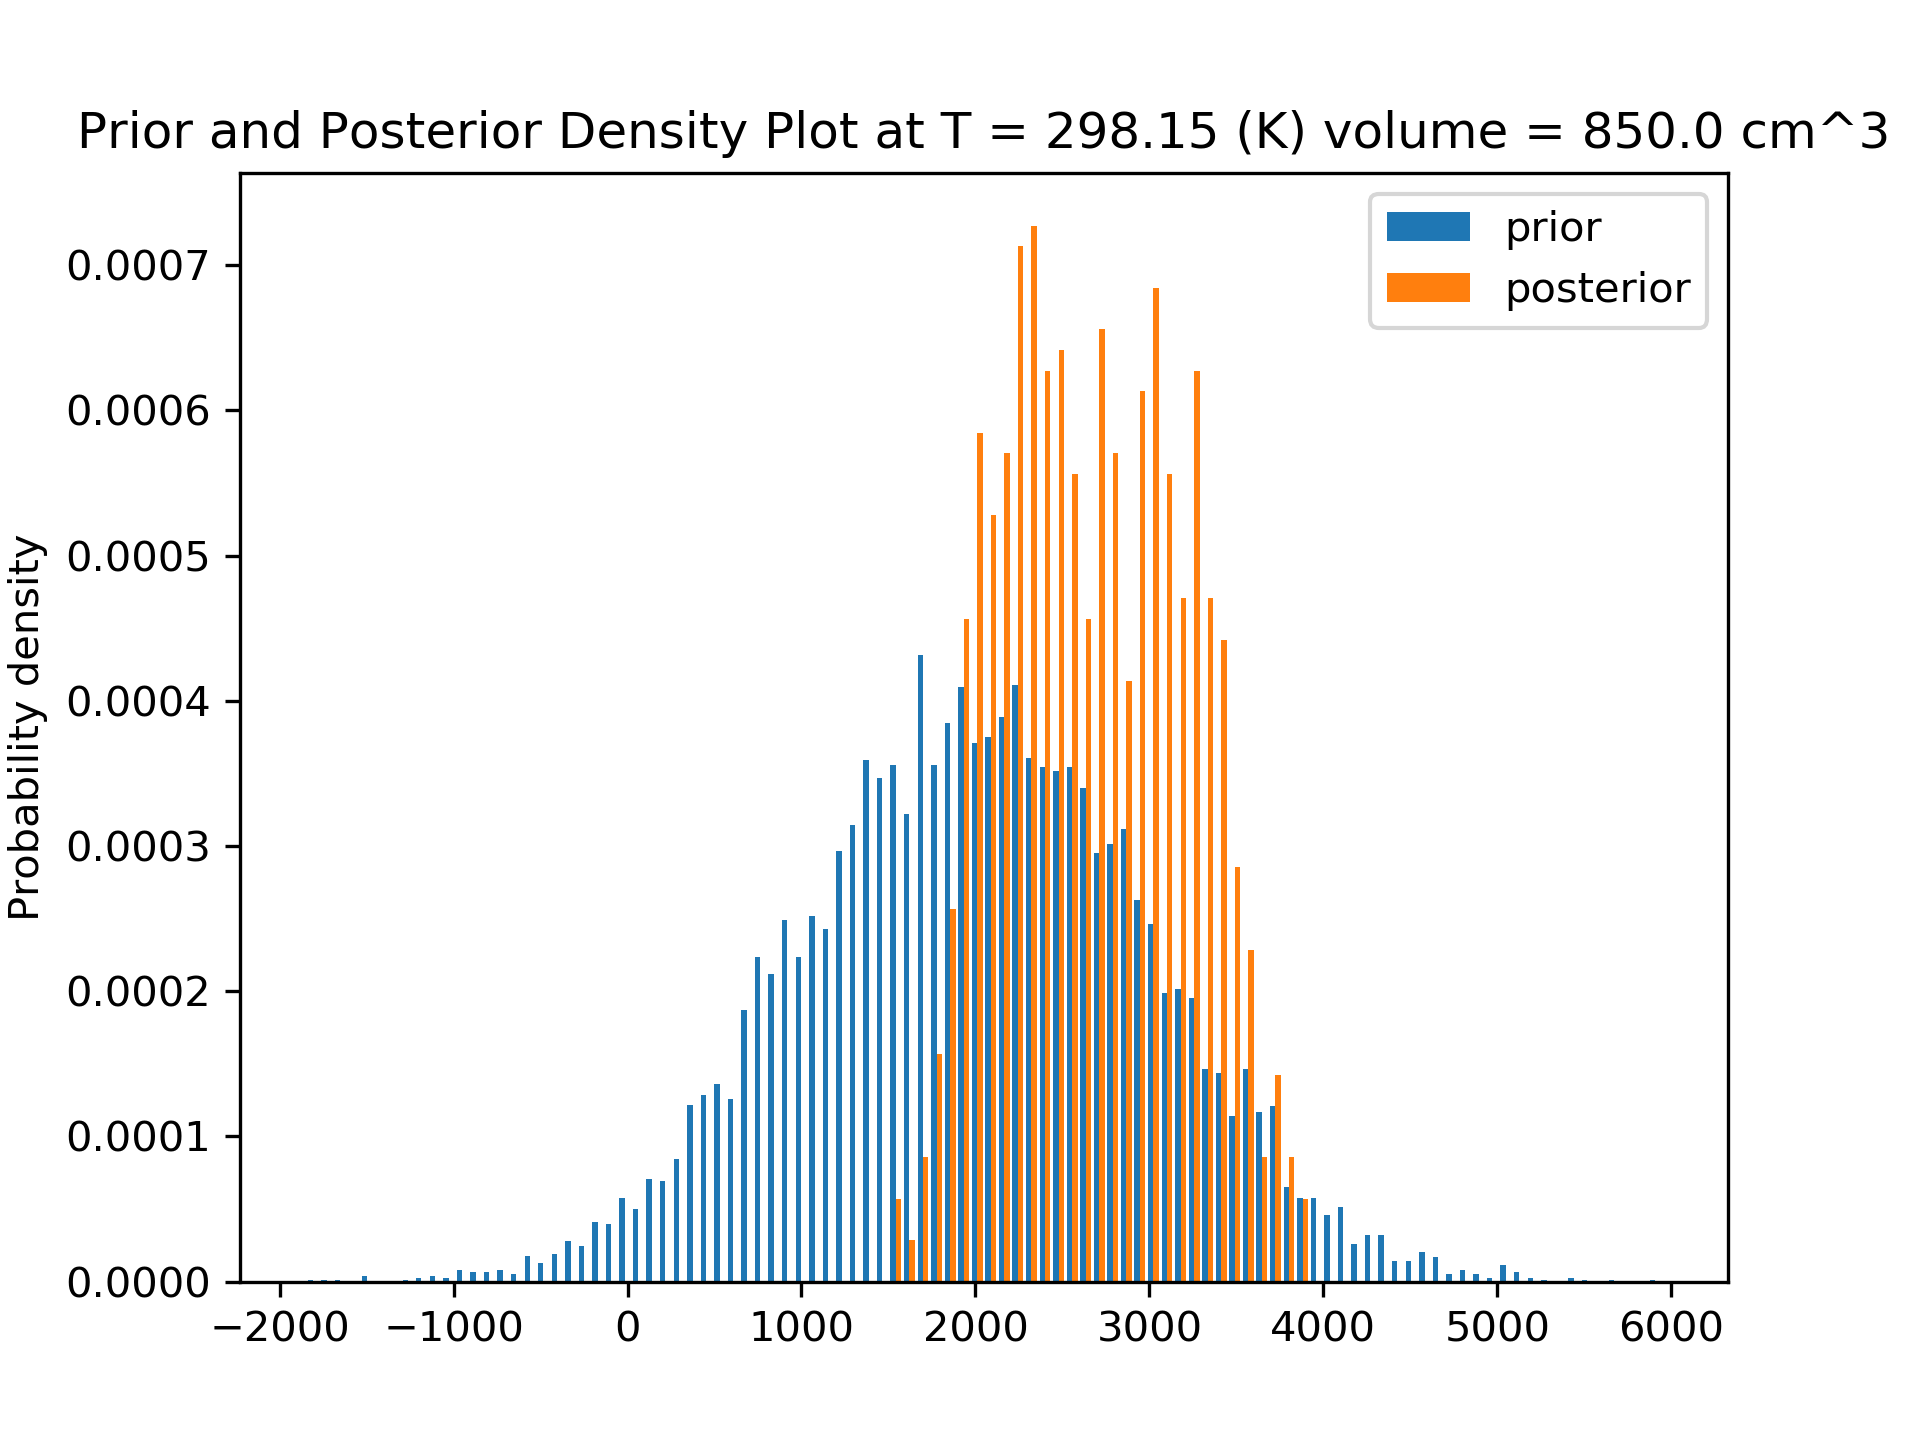 Prior and Posterior Density Plot at T = 298.15 (K) volume = 850.0 cm^3
prior
posterior
Probability density
0.0007
0.0006
0.0005
0.0004
0.0003
0.0002
0.0001
0.0000
−2000 −1000 0 1000 2000 3000 4000 5000 6000